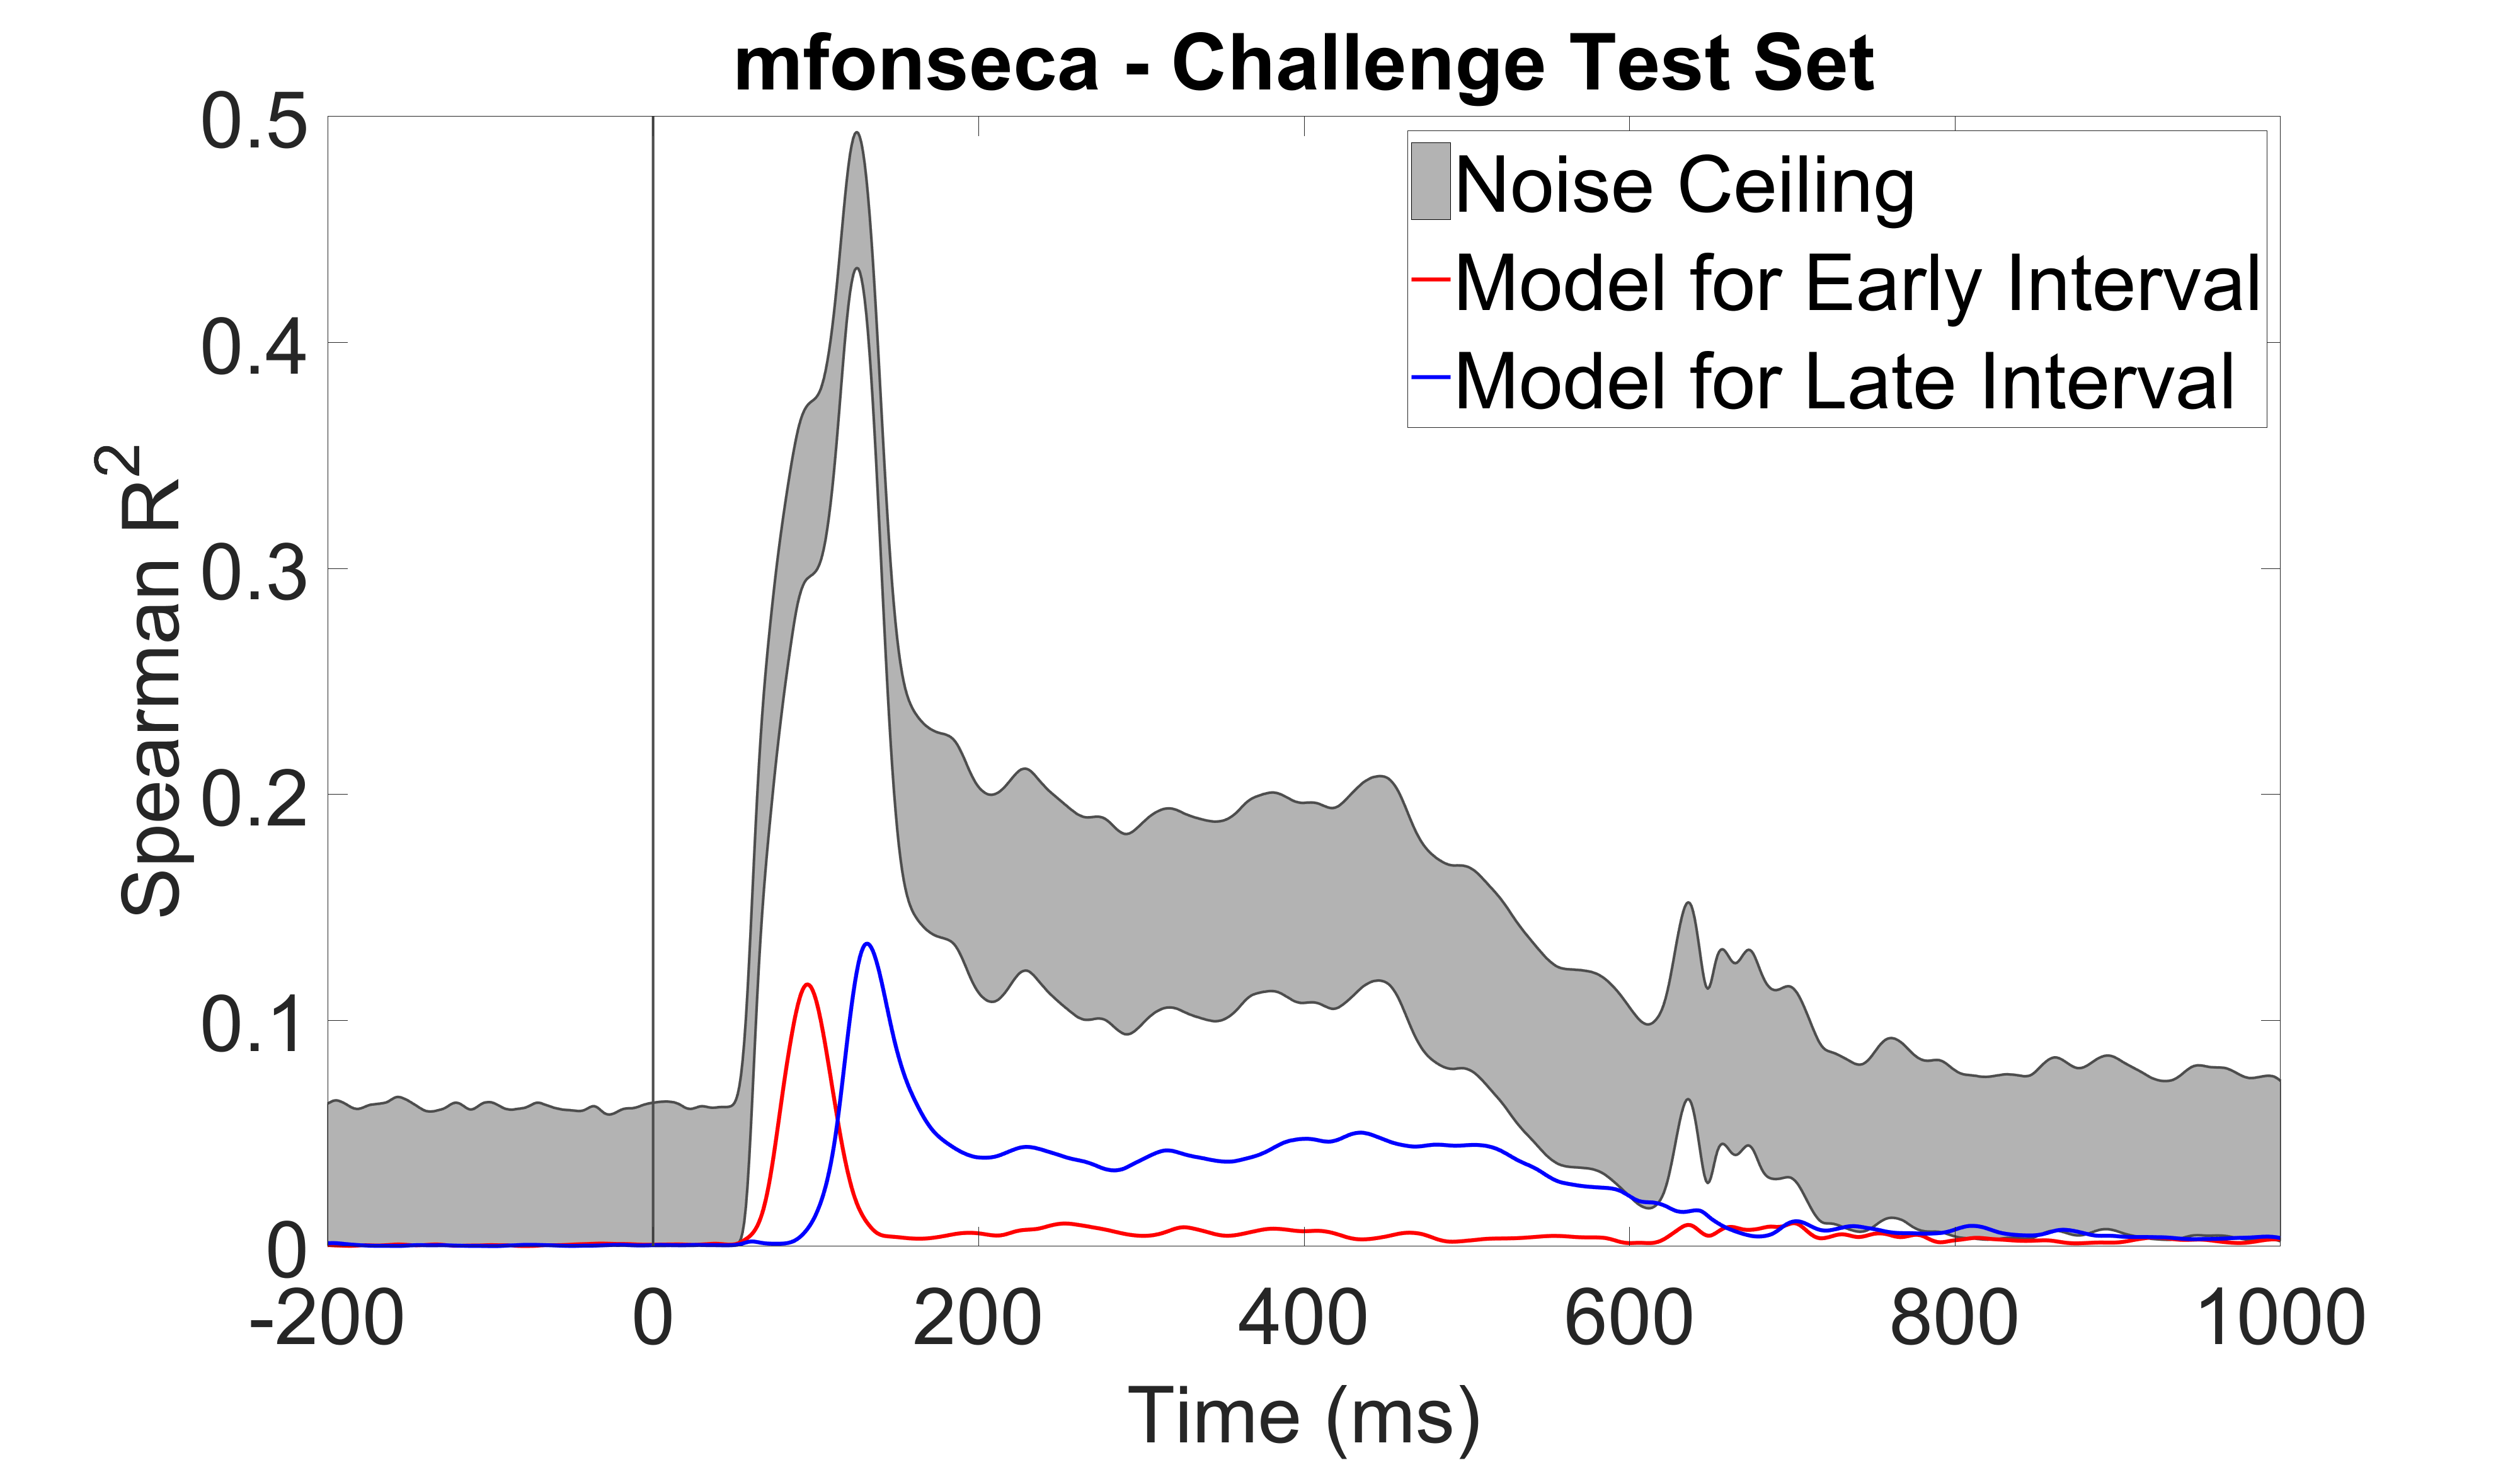 mfonseca - Challenge Test Set
0.5
0.4
0.3
0.2
0.1
0
Spearman R²
Noise Ceiling
Model for Early Interval
Model for Late Interval
-200 0 200 400 600 800 1000
Time (ms)